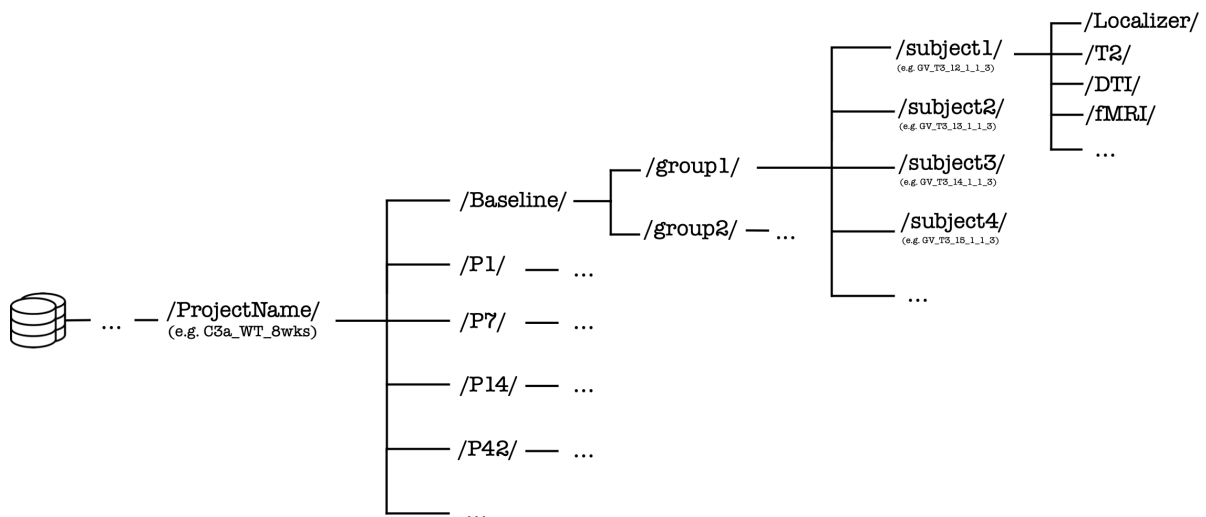 /Localizer/
/subject1/
(e.g. GV_T3_12_1_1_3)
/T2/
/DTI/
/subject2/
(e.g. GV_T3_13_1_1_3)
/fMRI/
...
/group1/
/subject3/
(e.g. GV_T3_14_1_1_3)
/Baseline/
/group2/
...
/subject4/
(e.g. GV_T3_15_1_1_3)
/P1/
...
...
...
/ProjectName/
(e.g. C3a_WT_8wks)
/P7/
...
/P14/
...
/P42/
...
...